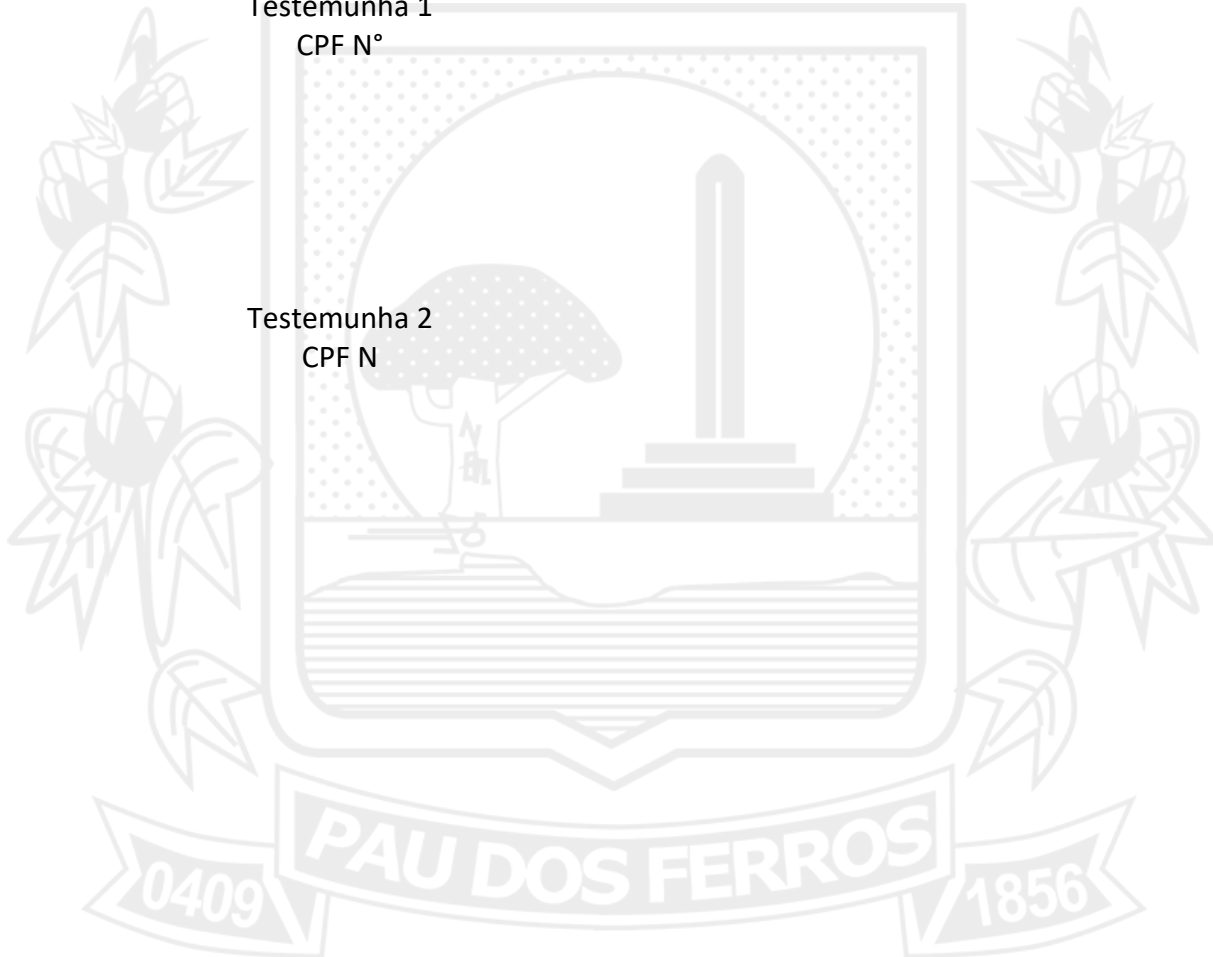 Testemunha 1
CPF N°
Testemunha 2
CPF N
PAU DOS FERROS
0409
1856